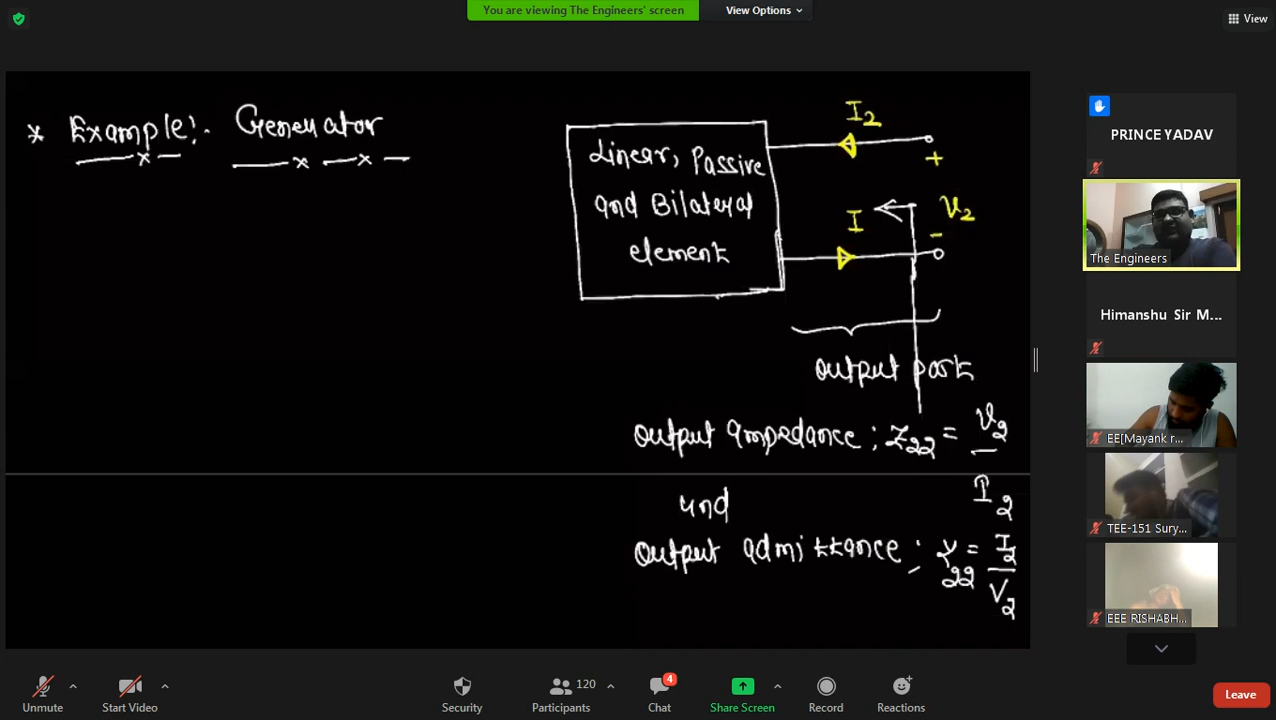 You are viewing The Engineers' screen
View Options
View
* Example:- Generator
Linear, Passive
and Bilateral
element
I2
+
I
V2
-
output port
output impedance ; Z22 = V2
I2
and
output admittance ; Y22 = I2
V2
PRINCE YADAV
The Engineers
Himanshu Sir M...
EE[Mayank r...
TEE-151 Sury...
EEE RISHABH...
Unmute
Start Video
Security
120
Participants
4
Chat
Share Screen
Record
Reactions
Leave